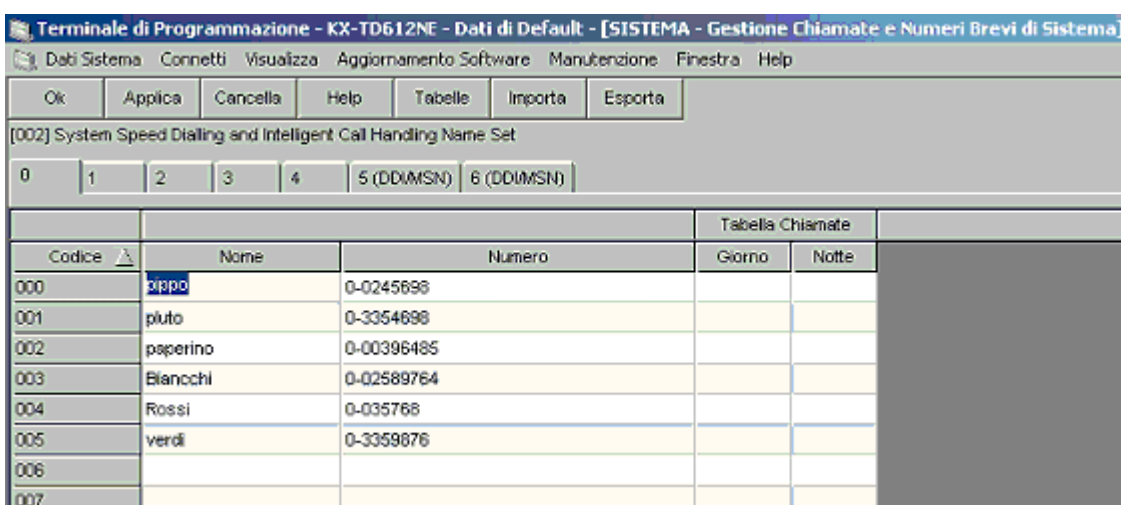 Terminale di Programmazione - KX-TD612NE - Dati di Default - [SISTEMA - Gestione Chiamate e Numeri Brevi di Sistema]
Dati Sistema Connetti Visualizza Aggiornamento Software Manutenzione Finestra Help
Ok Applica Cancella Help Tabelle Importa Esporta
[002] System Speed Dialling and Intelligent Call Handling Name Set
0 1 2 3 4 5 (DDI/MSN) 6 (DDI/MSN)
Tabella Chiamate
Codice Nome Numero Giorno Notte
000 pippo 0-0245698
001 pluto 0-3354698
002 paperino 0-00396485
003 Biancchi 0-02589764
004 Rossi 0-035768
005 verdi 0-3359876
006
007